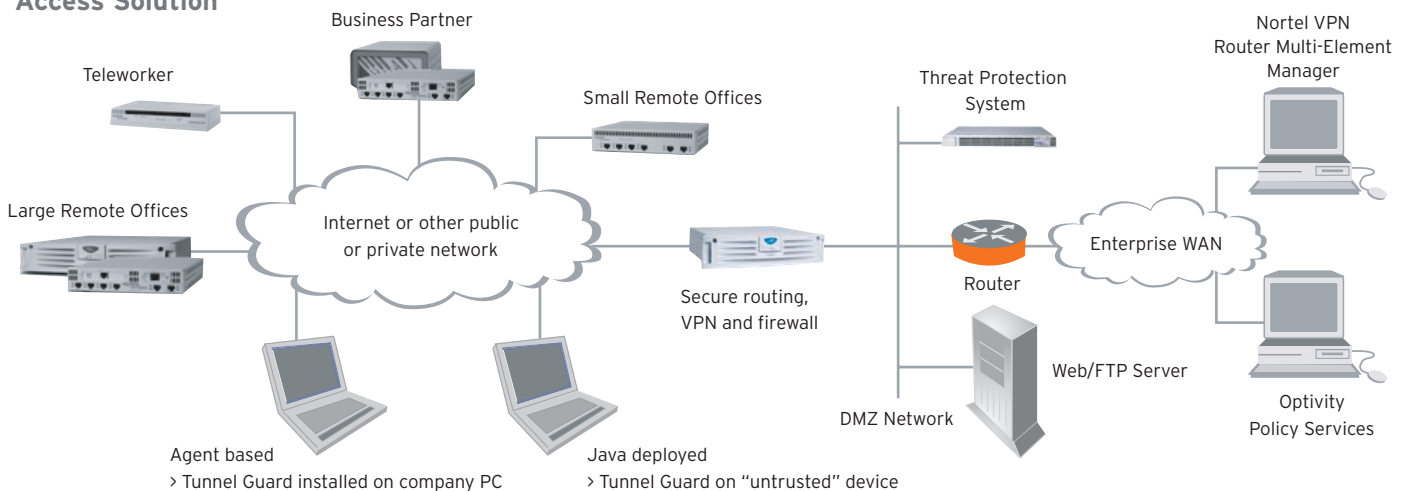 Access Solution
Business Partner
Teleworker
Small Remote Offices
Threat Protection
System
Nortel VPN
Router Multi-Element
Manager
Large Remote Offices
Internet or other public
or private network
Secure routing,
VPN and firewall
Router
Enterprise WAN
Web/FTP Server
DMZ Network
Optivity
Policy Services
Agent based
> Tunnel Guard installed on company PC
Java deployed
> Tunnel Guard on “untrusted” device